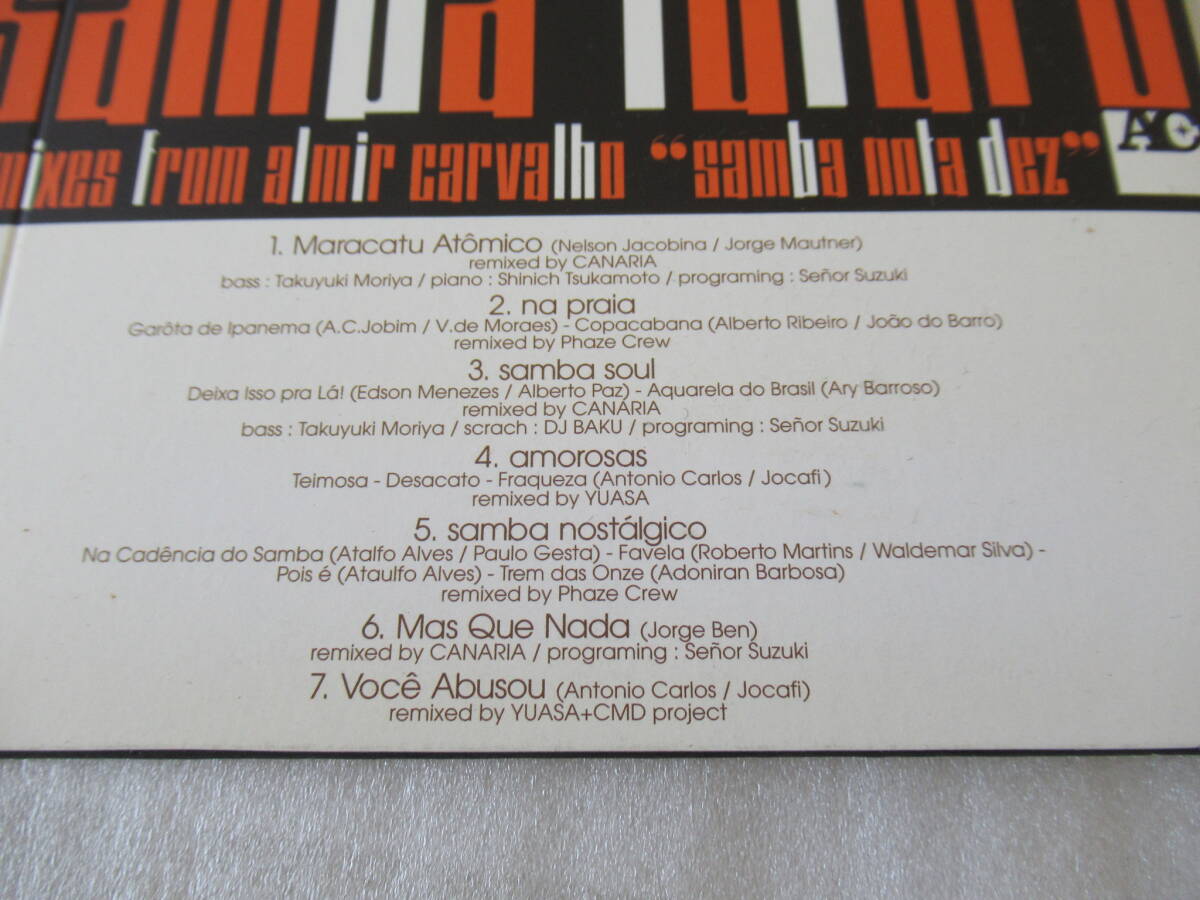 samba
mixes from almir carvalho “samba nota dez” AC
1. Maracatu Atômico (Nelson Jacobina / Jorge Mautner)
remixed by CANARIA
bass : Takuyuki Moriya / piano : Shinich Tsukamoto / programing : Señor Suzuki
2. na praia
Garôta de Ipanema (A.C.Jobim / V.de Moraes) - Copacabana (Alberto Ribeiro / João do Barro)
remixed by Phaze Crew
3. samba soul
Deixa Isso pra Lá! (Edson Menezes / Alberto Paz) - Aquarela do Brasil (Ary Barroso)
remixed by CANARIA
bass : Takuyuki Moriya / scrach : DJ BAKU / programing : Señor Suzuki
4. amorosas
Teimosa - Desacato - Fraqueza (Antonio Carlos / Jocafi)
remixed by YUASA
5. samba nostálgico
Na Cadência do Samba (Atalfo Alves / Paulo Gesta) - Favela (Roberto Martins / Waldemar Silva) -
Pois é (Ataulfo Alves) - Trem das Onze (Adoniran Barbosa)
remixed by Phaze Crew
6. Mas Que Nada (Jorge Ben)
remixed by CANARIA / programing : Señor Suzuki
7. Você Abusou (Antonio Carlos / Jocafi)
remixed by YUASA+CMD project